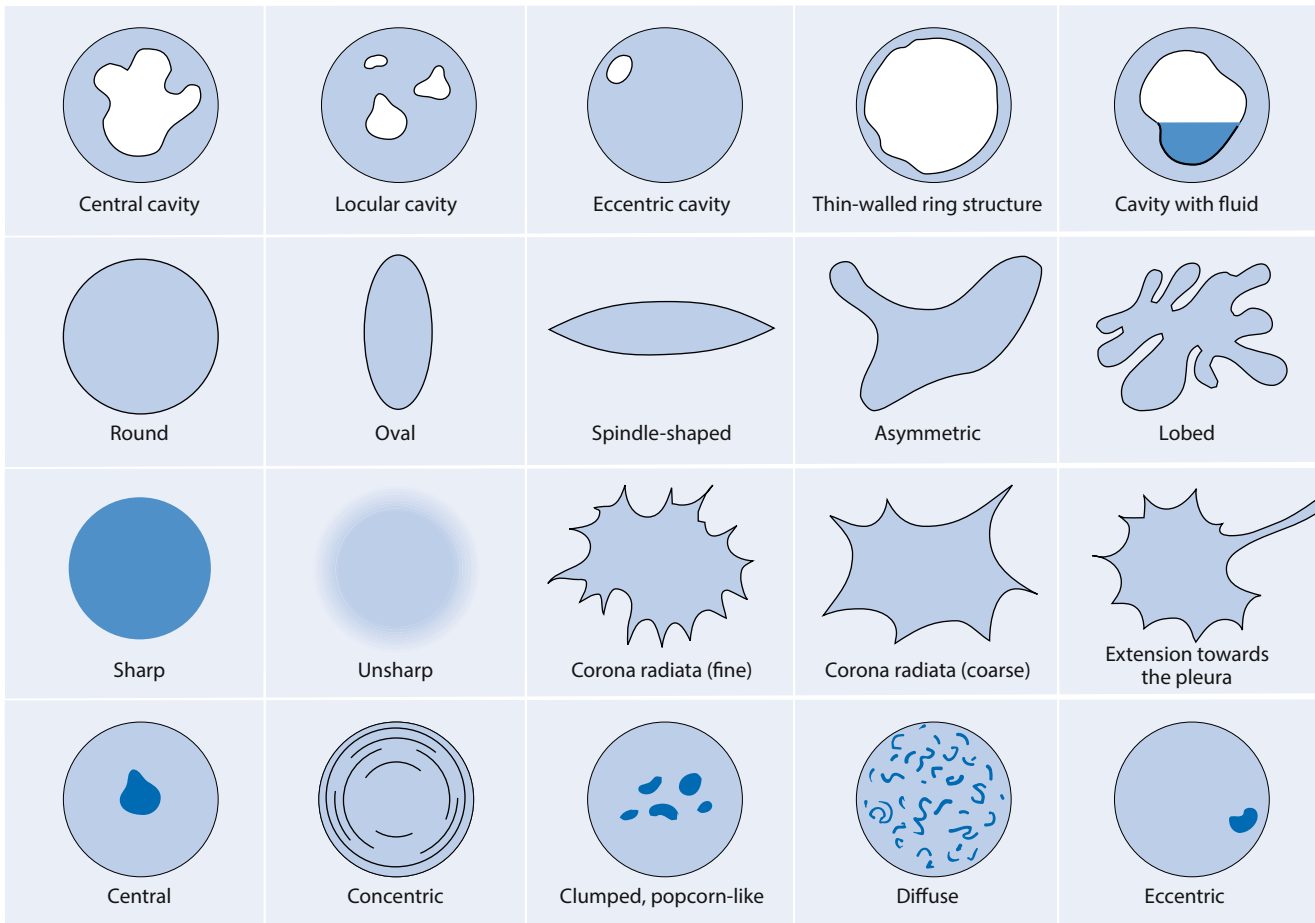 Central cavity
Locular cavity
Eccentric cavity
Thin-walled ring structure
Cavity with fluid
Round
Oval
Spindle-shaped
Asymmetric
Lobed
Sharp
Unsharp
Corona radiata (fine)
Corona radiata (coarse)
Extension towards
the pleura
Central
Concentric
Clumped, popcorn-like
Diffuse
Eccentric